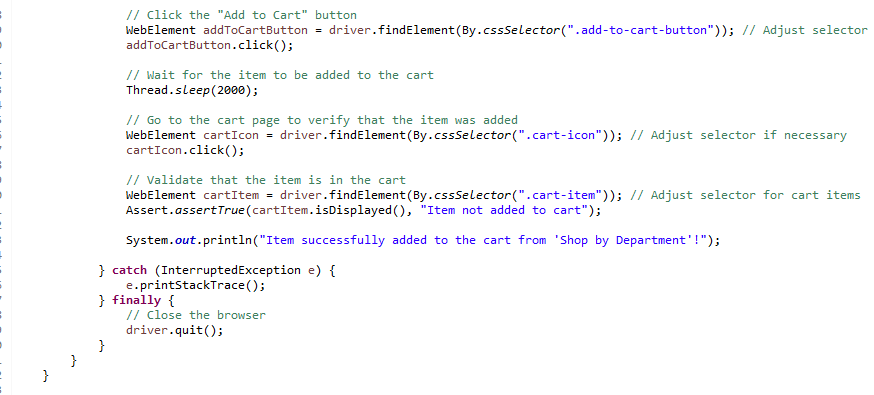 // Click the "Add to Cart" button
WebElement addToCartButton = driver.findElement(By.cssSelector(".add-to-cart-button")); // Adjust selector
addToCartButton.click();
// Wait for the item to be added to the cart
Thread.sleep(2000);
// Go to the cart page to verify that the item was added
WebElement cartIcon = driver.findElement(By.cssSelector(".cart-icon")); // Adjust selector if necessary
cartIcon.click();
// Validate that the item is in the cart
WebElement cartItem = driver.findElement(By.cssSelector(".cart-item")); // Adjust selector for cart items
Assert.assertTrue(cartItem.isDisplayed(), "Item not added to cart");
System.out.println("Item successfully added to the cart from 'Shop by Department'!");
} catch (InterruptedException e) {
e.printStackTrace();
} finally {
// Close the browser
driver.quit();
}
}
}